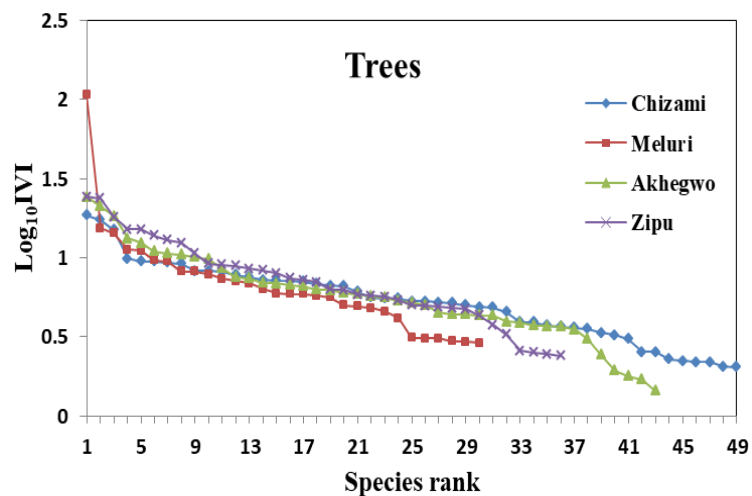 Trees
2.5
2
1.5
1
0.5
0
Log10IVI
Chizami
Meluri
Akhegwo
Zipu
1 5 9 13 17 21 25 29 33 37 41 45 49
Species rank